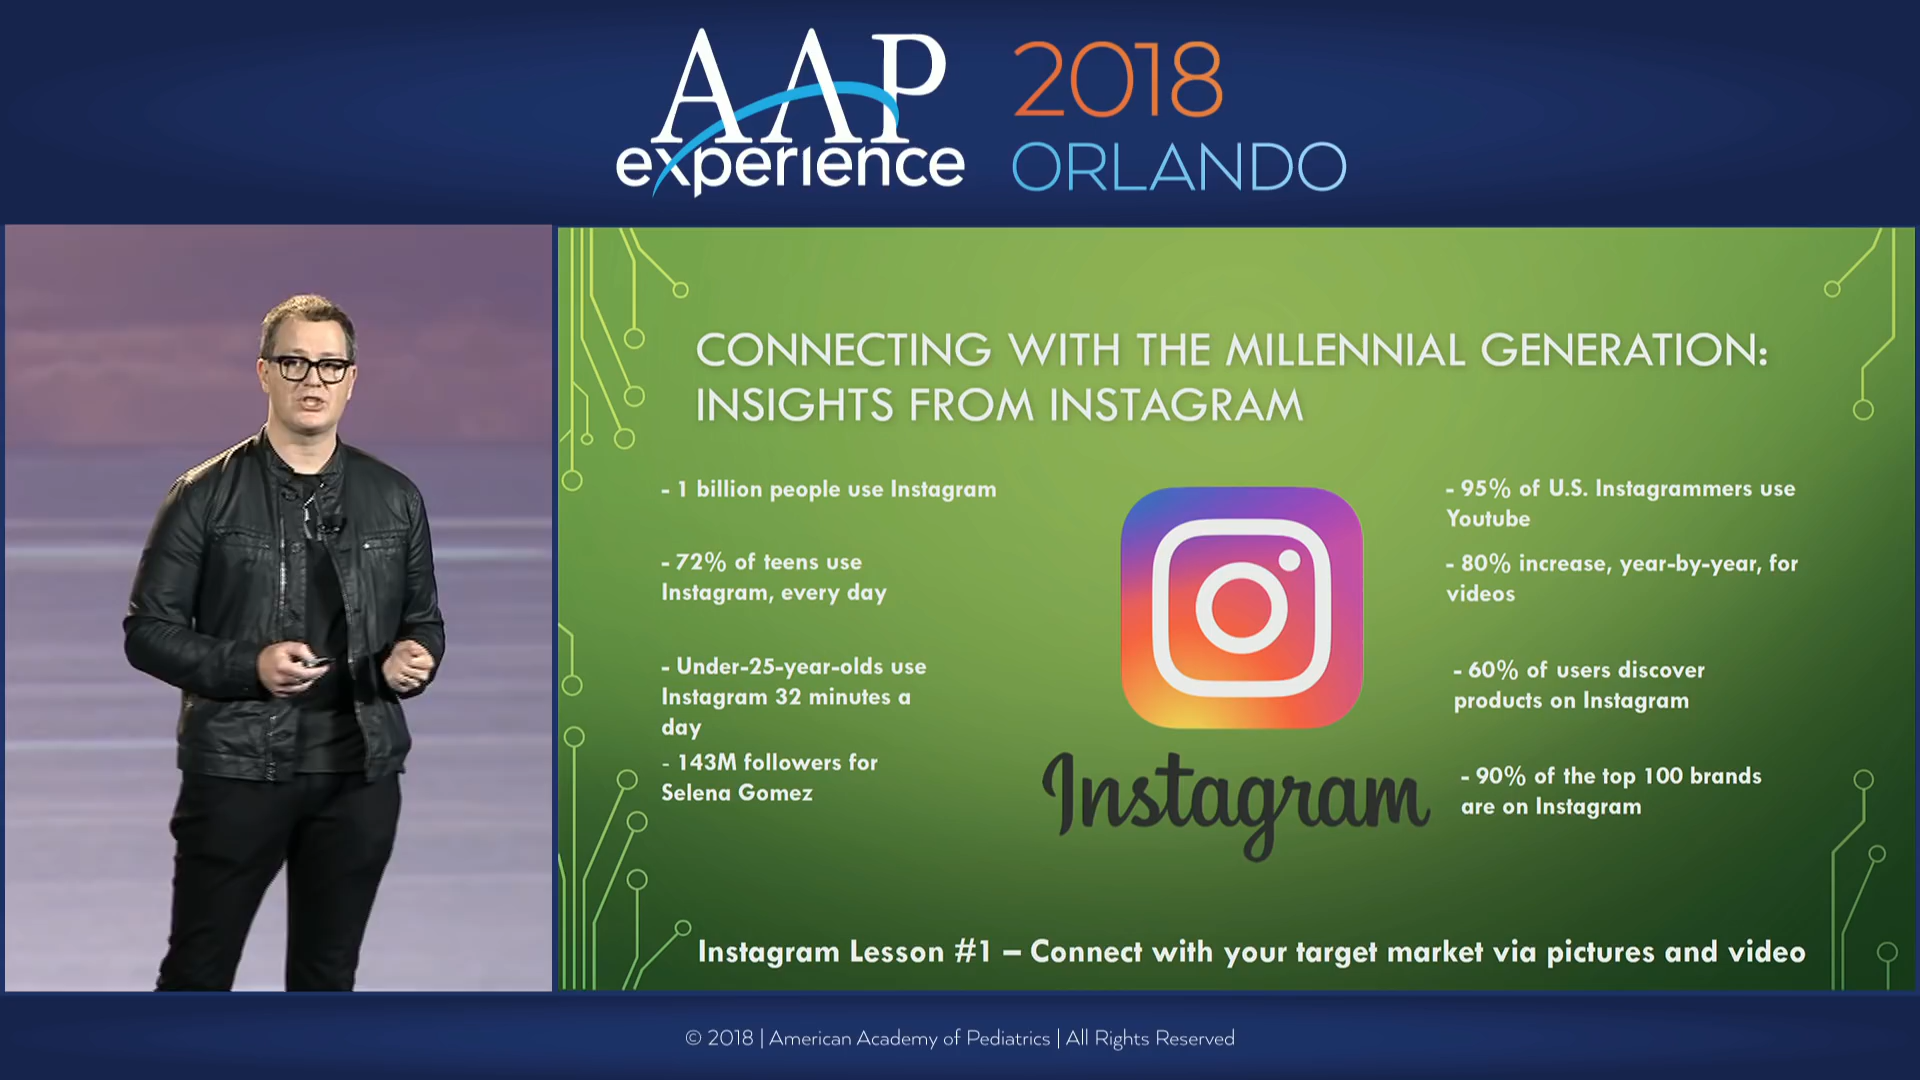 AAP
experience
2018
ORLANDO
CONNECTING WITH THE MILLENNIAL GENERATION:
INSIGHTS FROM INSTAGRAM
- 1 billion people use Instagram
- 72% of teens use
Instagram, every day
- Under-25-year-olds use
Instagram 32 minutes a
day
- 143M followers for
Selena Gomez
Instagram
- 95% of U.S. Instagrammers use
Youtube
- 80% increase, year-by-year, for
videos
- 60% of users discover
products on Instagram
- 90% of the top 100 brands
are on Instagram
Instagram Lesson #1 – Connect with your target market via pictures and video
© 2018 | American Academy of Pediatrics | All Rights Reserved